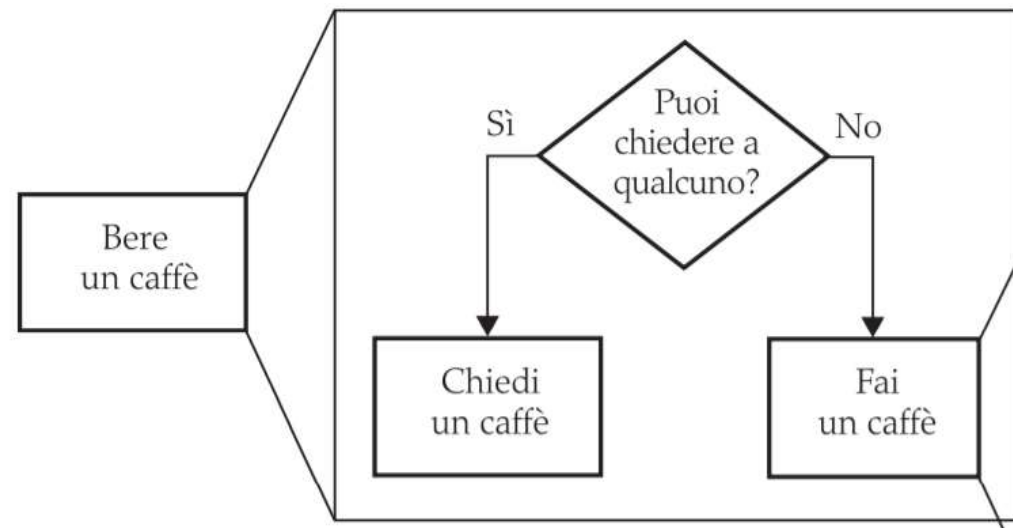 Bere
un caffè
Sì
Puoi
chiedere a
qualcuno?
No
Chiedi
un caffè
Fai
un caffè